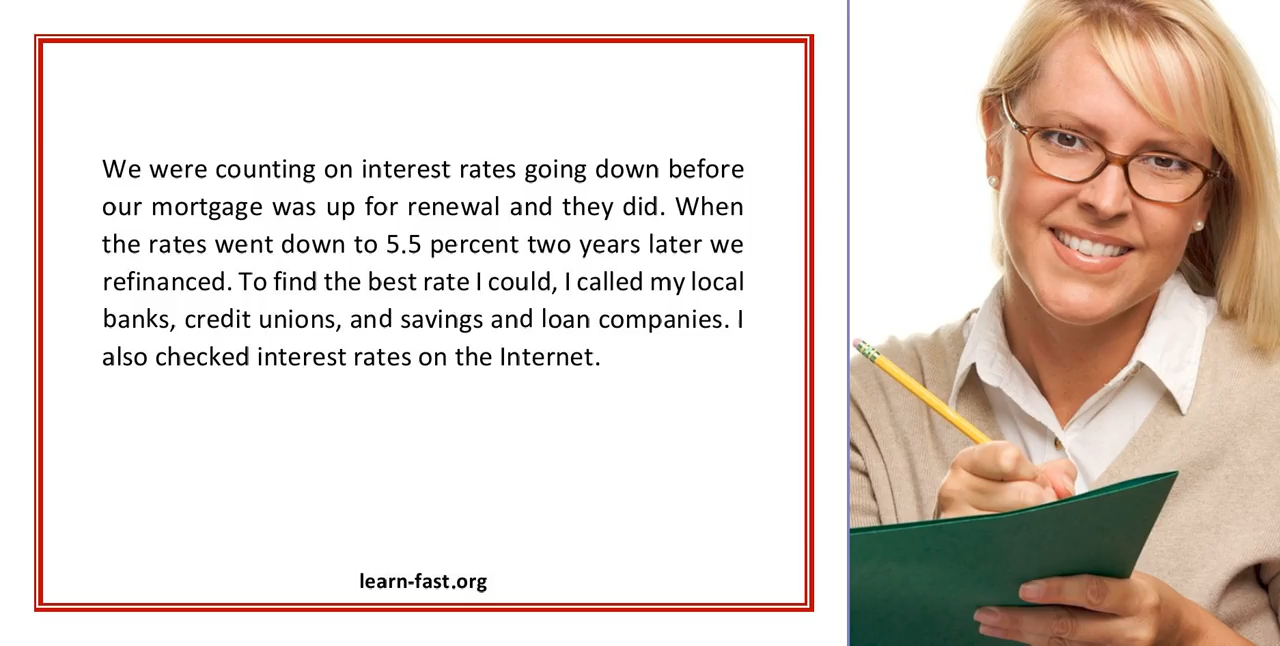 We were counting on interest rates going down before
our mortgage was up for renewal and they did. When
the rates went down to 5.5 percent two years later we
refinanced. To find the best rate I could, I called my local
banks, credit unions, and savings and loan companies. I
also checked interest rates on the Internet.
learn-fast.org